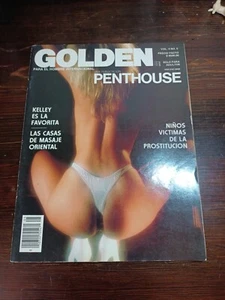 GOLDEN
PENTHOUSE
KELLEY
ES LA
FAVORITA
LAS CASAS
DE MASAJE
ORIENTAL
NIÑOS
VICTIMAS
DE LA
PROSTITUCION